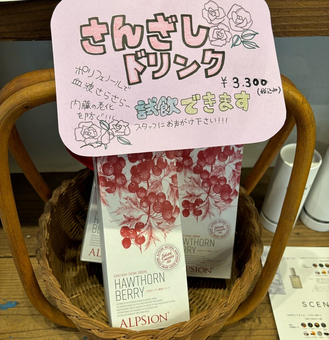 さんざし
ドリンク
¥3,300
(税込)
ポリフェノールで
血液さらさら〜
内臓の老化
を防ぐ!!!
試飲できます
スタッフにお声がけ下さい!!!!
HAWTHORN
BERRY
ALPSION
HAWTHORN
BERRY
ALPSION
SCEN